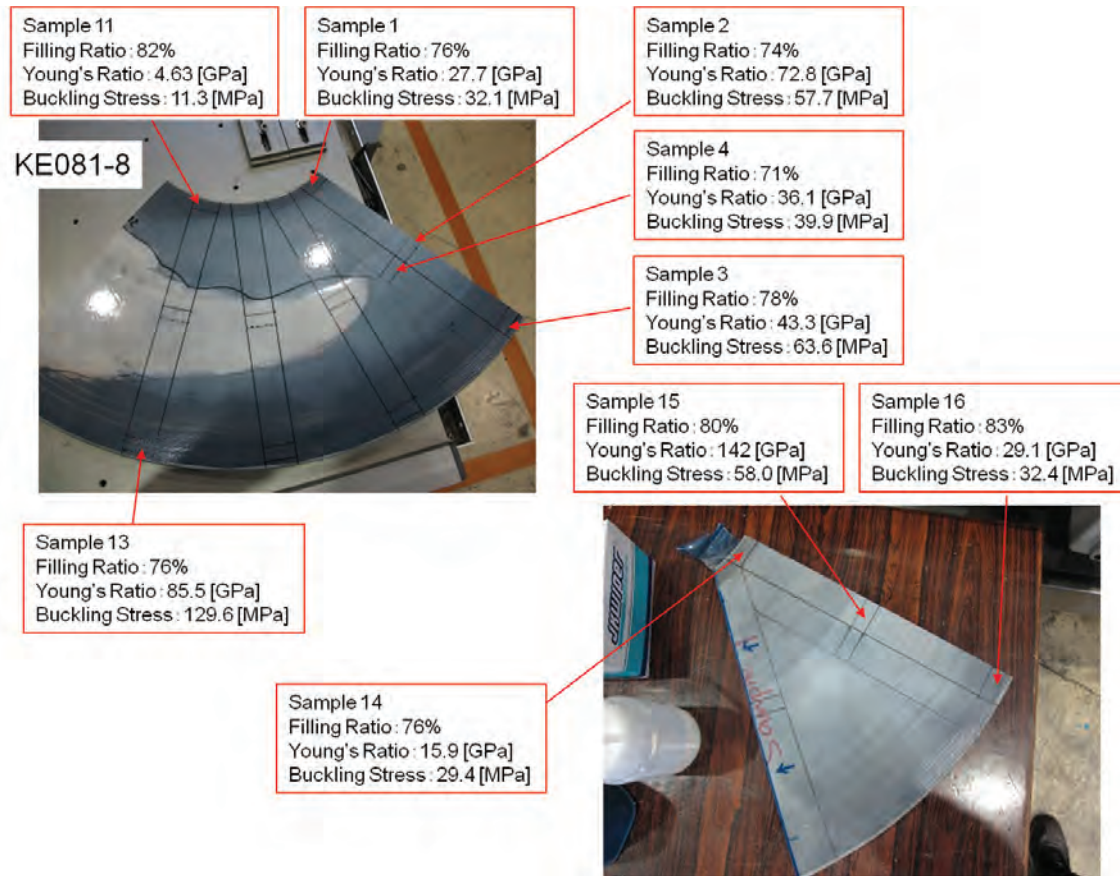 Sample 11
Filling Ratio : 82%
Young's Ratio : 4.63 [GPa]
Buckling Stress : 11.3 [MPa]
Sample 1
Filling Ratio : 76%
Young's Ratio : 27.7 [GPa]
Buckling Stress : 32.1 [MPa]
Sample 2
Filling Ratio : 74%
Young's Ratio : 72.8 [GPa]
Buckling Stress : 57.7 [MPa]
KE081-8
Sample 4
Filling Ratio : 71%
Young's Ratio : 36.1 [GPa]
Buckling Stress : 39.9 [MPa]
Sample 3
Filling Ratio : 78%
Young's Ratio : 43.3 [GPa]
Buckling Stress : 63.6 [MPa]
Sample 15
Filling Ratio : 80%
Young's Ratio : 142 [GPa]
Buckling Stress : 58.0 [MPa]
Sample 16
Filling Ratio : 83%
Young's Ratio : 29.1 [GPa]
Buckling Stress : 32.4 [MPa]
Sample 13
Filling Ratio : 76%
Young's Ratio : 85.5 [GPa]
Buckling Stress : 129.6 [MPa]
Sample 14
Filling Ratio : 76%
Young's Ratio : 15.9 [GPa]
Buckling Stress : 29.4 [MPa]